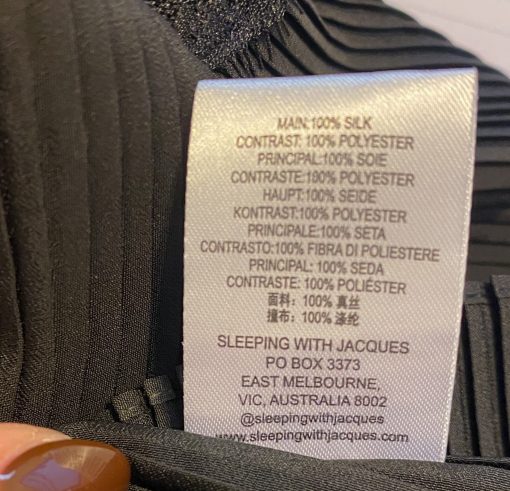 MAIN:100% SILK
CONTRAST: 100% POLYESTER
PRINCIPAL:100% SOIE
CONTRASTE:100% POLYESTER
HAUPT:100% SEIDE
KONTRAST:100% POLYESTER
PRINCIPALE:100% SETA
CONTRASTO:100% FIBRA DI POLIESTERE
PRINCIPAL: 100% SEDA
CONTRASTE: 100% POLIÉSTER
面料：100% 真丝
撞布：100% 涤纶
SLEEPING WITH JACQUES
PO BOX 3373
EAST MELBOURNE,
VIC, AUSTRALIA 8002
@sleepingwithjacques
www.sleepingwithjacques.com